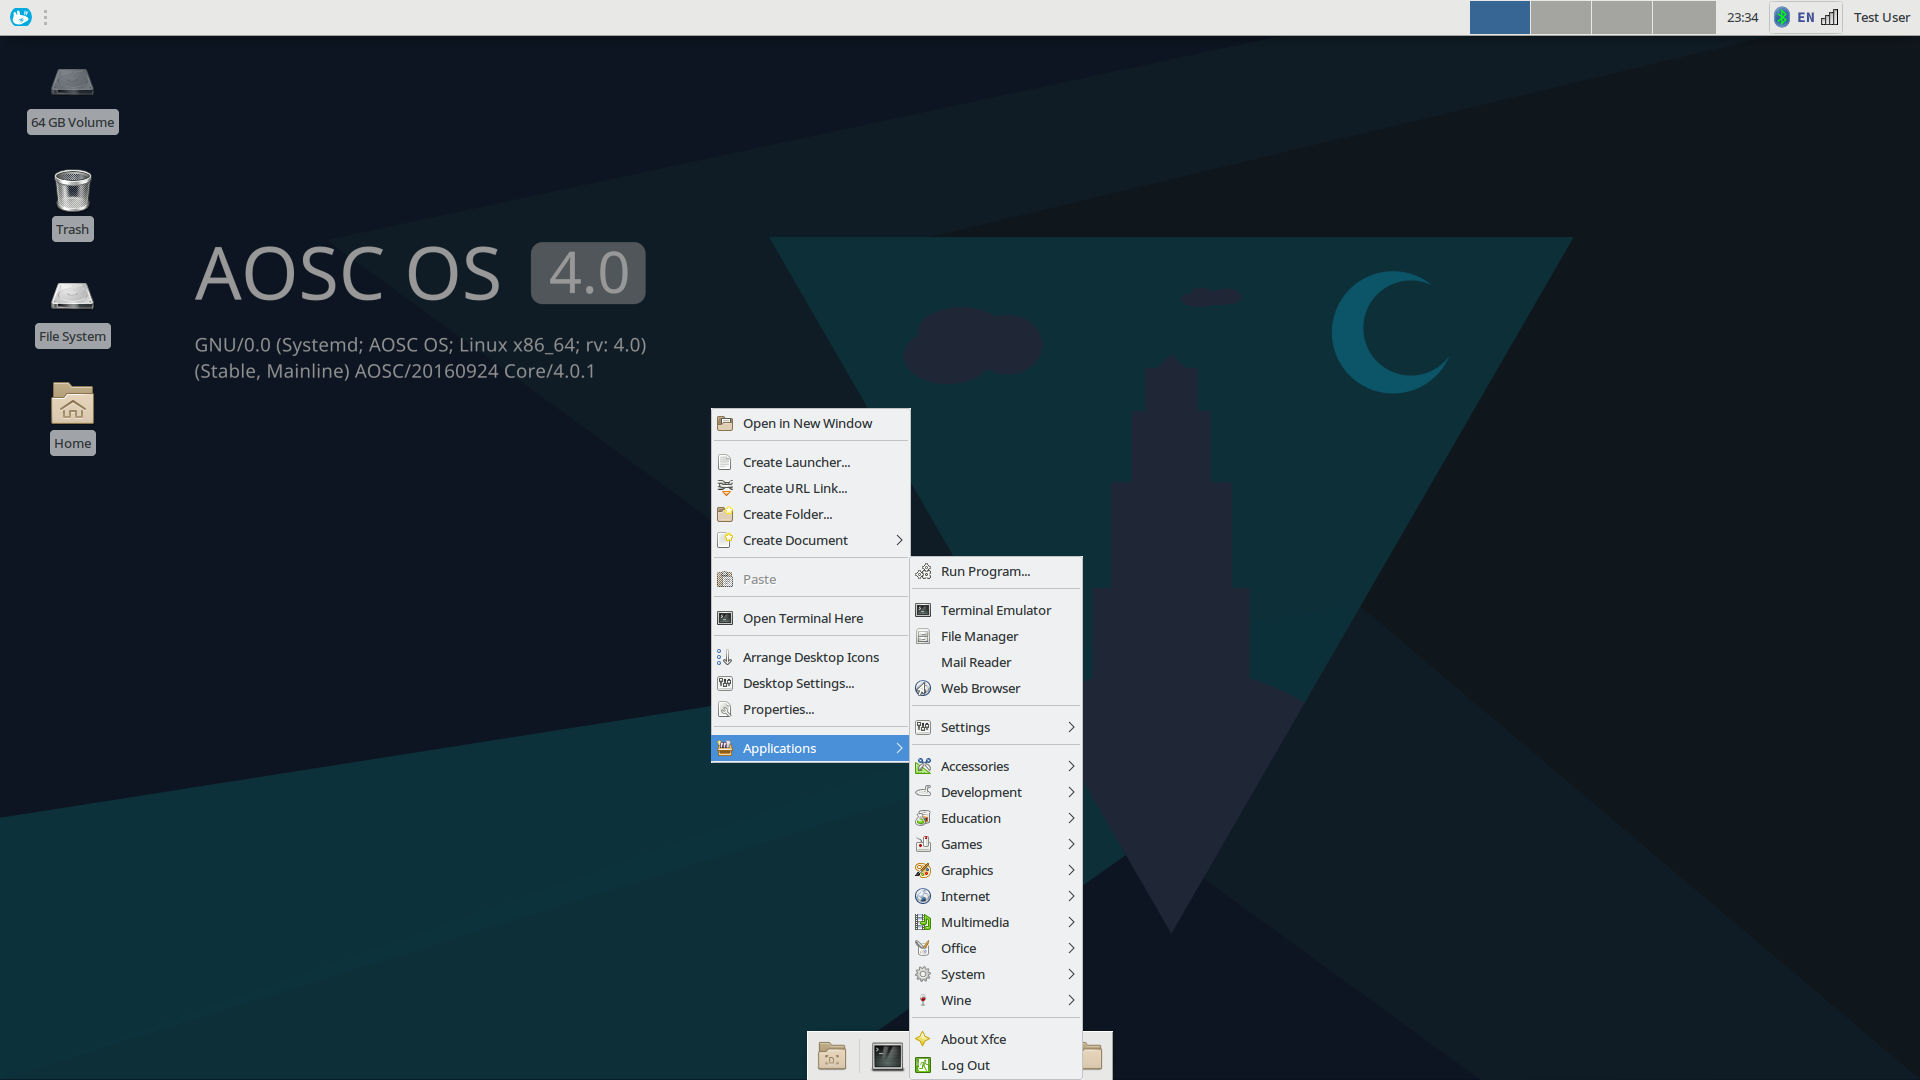 23:34
EN
Test User
64 GB Volume
Trash
File System
Home
AOSC OS 4.0
GNU/0.0 (Systemd; AOSC OS; Linux x86_64; rv: 4.0)
(Stable, Mainline) AOSC/20160924 Core/4.0.1
Open in New Window
Create Launcher...
Create URL Link...
Create Folder...
Create Document
Paste
Open Terminal Here
Arrange Desktop Icons
Desktop Settings...
Properties...
Applications
Run Program...
Terminal Emulator
File Manager
Mail Reader
Web Browser
Settings
Accessories
Development
Education
Games
Graphics
Internet
Multimedia
Office
System
Wine
About Xfce
Log Out